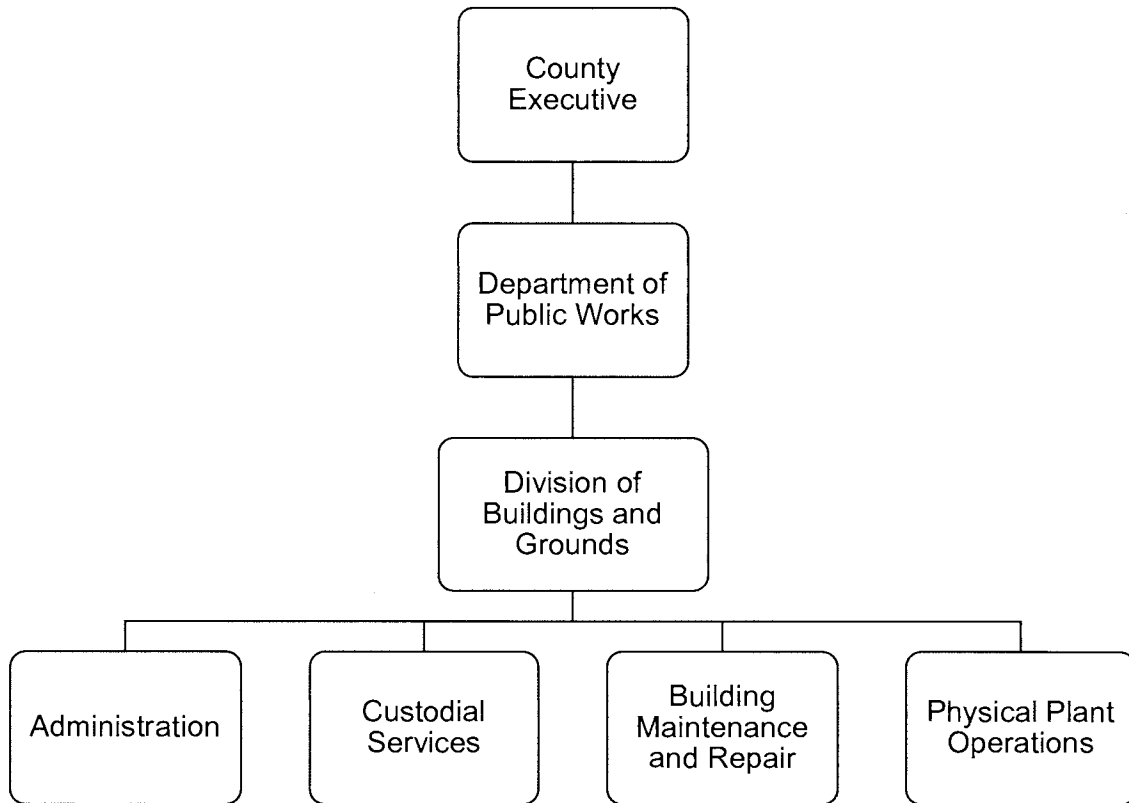 County
Executive
Department of
Public Works
Division of
Buildings and
Grounds
Administration
Custodial
Services
Building
Maintenance
and Repair
Physical Plant
Operations